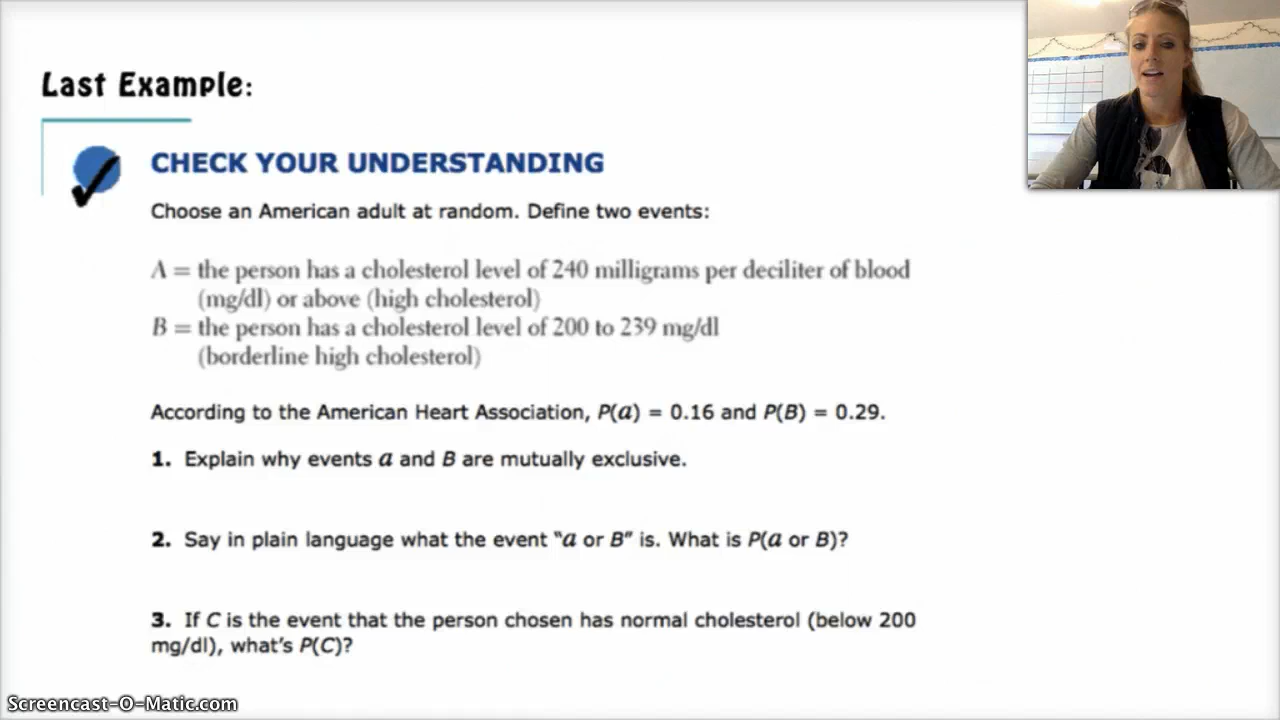 Last Example:
CHECK YOUR UNDERSTANDING
Choose an American adult at random. Define two events:
A = the person has a cholesterol level of 240 milligrams per deciliter of blood
(mg/dl) or above (high cholesterol)
B = the person has a cholesterol level of 200 to 239 mg/dl
(borderline high cholesterol)
According to the American Heart Association, P(a) = 0.16 and P(B) = 0.29.
1. Explain why events a and B are mutually exclusive.
2. Say in plain language what the event "a or B" is. What is P(a or B)?
3. If C is the event that the person chosen has normal cholesterol (below 200
mg/dl), what's P(C)?
Screencast-O-Matic.com